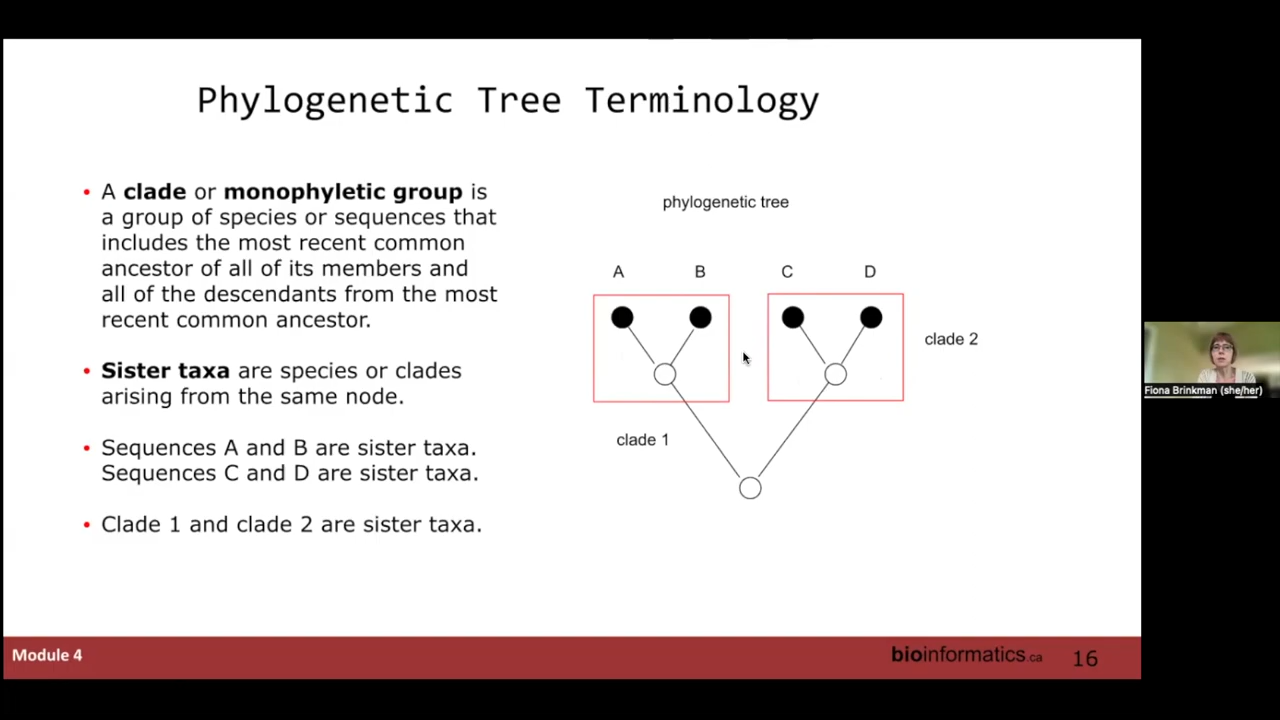 Phylogenetic Tree Terminology
• A clade or monophyletic group is
a group of species or sequences that
includes the most recent common
ancestor of all of its members and
all of the descendants from the most
recent common ancestor.
• Sister taxa are species or clades
arising from the same node.
• Sequences A and B are sister taxa.
Sequences C and D are sister taxa.
• Clade 1 and clade 2 are sister taxa.
phylogenetic tree
A B C D
clade 2
clade 1
Fiona Brinkman (she/her)
Module 4
bioinformatics.ca
16